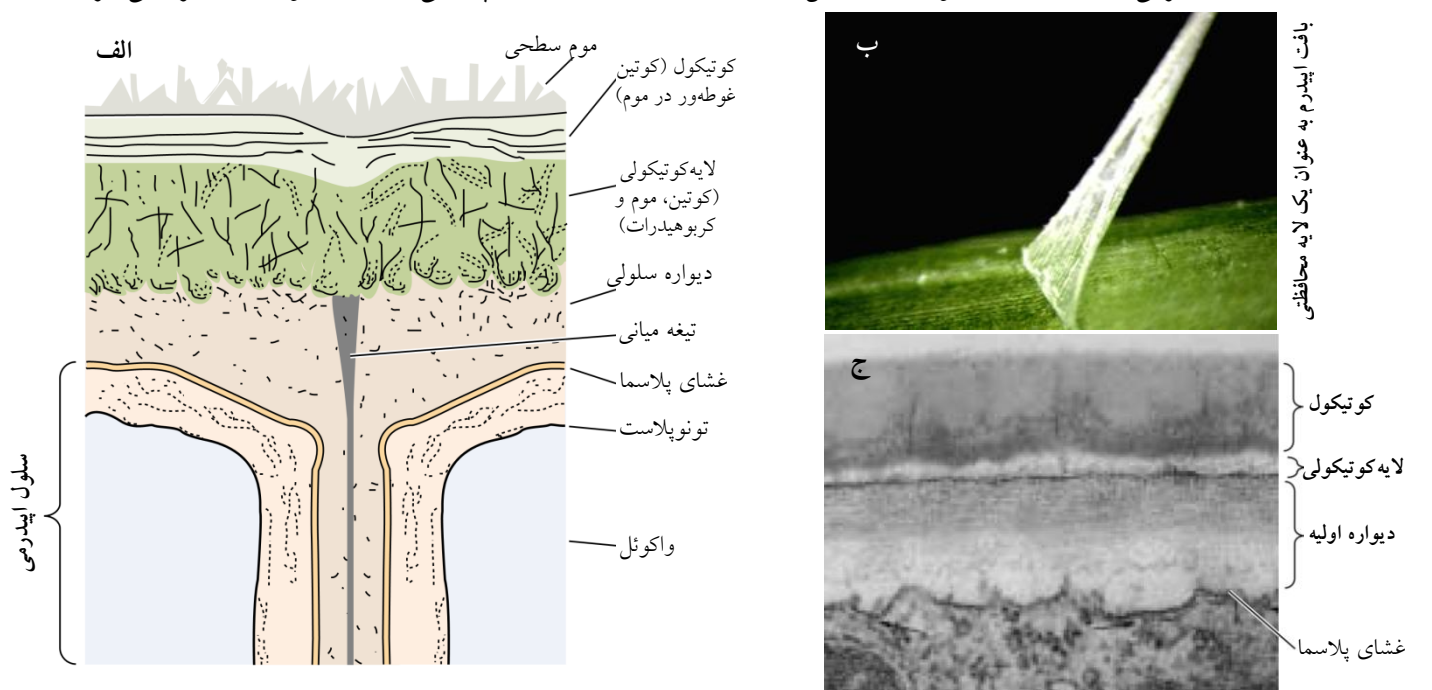 الف
موم سطحی
کوتیکول (کوتین
غوطه‌ور در موم)
لایه‌کوتیکولی
(کوتین، موم و
کربوهیدرات)
دیواره سلولی
تیغه میانی
غشای پلاسما
تونوپلاست
واکوئل
سلول اپیدرمی
ب
بافت اپیدرم به عنوان یک لایه محافظتی
ج
کوتیکول
لایه‌کوتیکولی
دیواره اولیه
غشای پلاسما